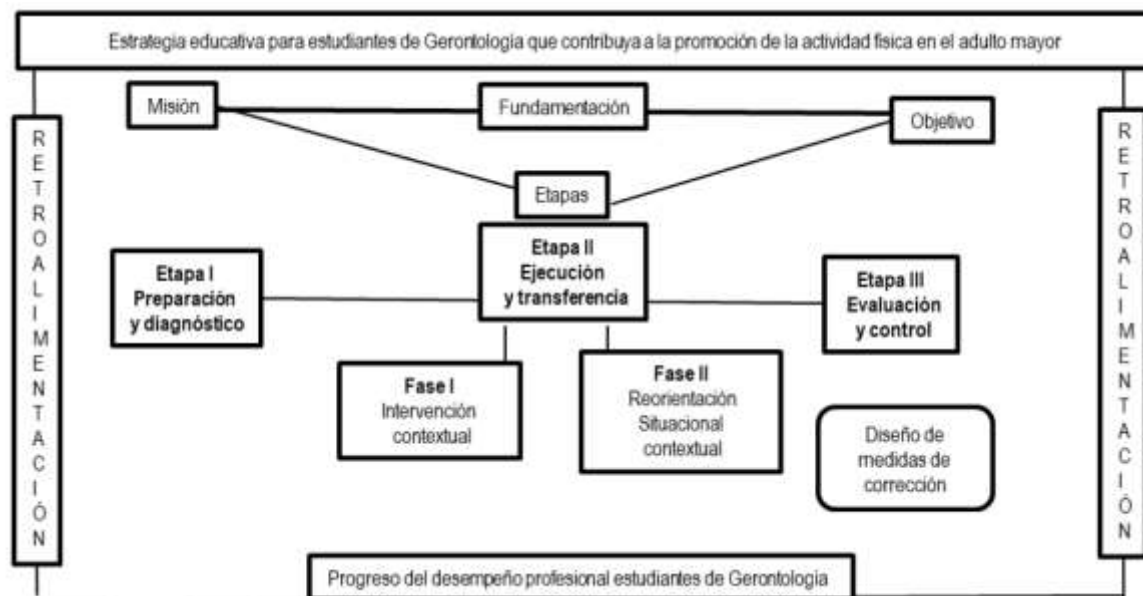 Estrategia educativa para estudiantes de Gerontología que contribuya a la promoción de la actividad física en el adulto mayor
Misión
Fundamentación
Objetivo
Etapas
Etapa I
Preparación
y diagnóstico
Etapa II
Ejecución
y transferencia
Etapa III
Evaluación
y control
Fase I
Intervención
contextual
Fase II
Reorientación
Situacional
contextual
Diseño de
medidas de
corrección
RETROALIMENTACIÓN
RETROALIMENTACIÓN
Progreso del desempeño profesional estudiantes de Gerontología